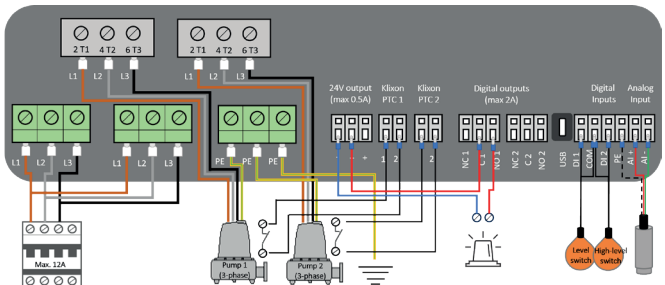 2 T1 4 T2 6 T3
2 T1 4 T2 6 T3
L1 L2 L3
L1 L2 L3
24V output
(max 0.5A)
Klixon
PTC 1
Klixon
PTC 2
Digital outputs
(max 2A)
Digital
Inputs
Analog
Input
L1 L2 L3
L1 L2 L3
PE PE PE
- - +
1 2
1 2
NC 1
C 1
NO 1
NC 2
C 2
NO 2
USB
DI 1
COM
DI 2
PE
AI +
AI -
Max. 12A
Pump 1
(3-phase)
Pump 2
(3-phase)
Level
switch
High-level
switch